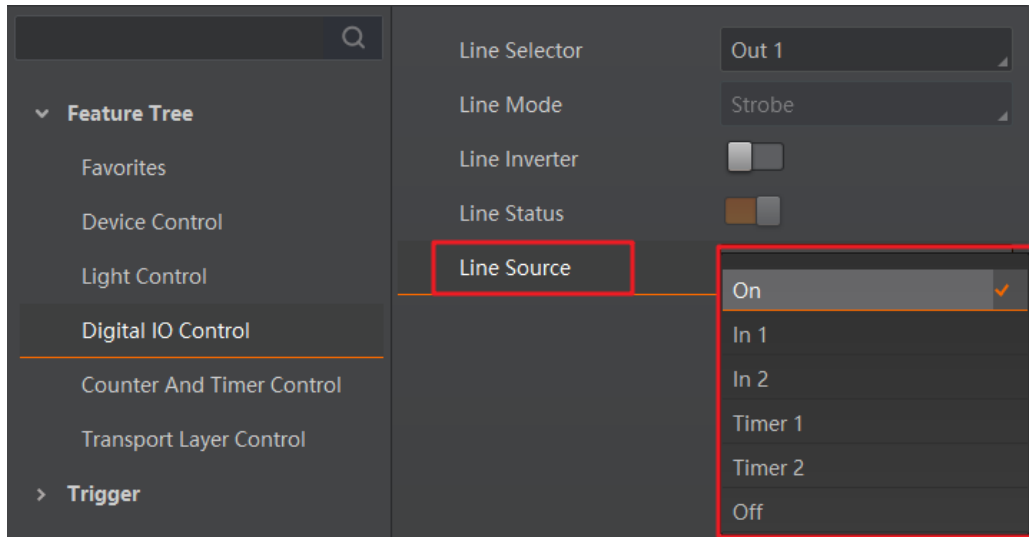 Feature Tree
Favorites
Device Control
Light Control
Digital IO Control
Counter And Timer Control
Transport Layer Control
Trigger
Line Selector
Out 1
Line Mode
Strobe
Line Inverter
Line Status
Line Source
On
In 1
In 2
Timer 1
Timer 2
Off